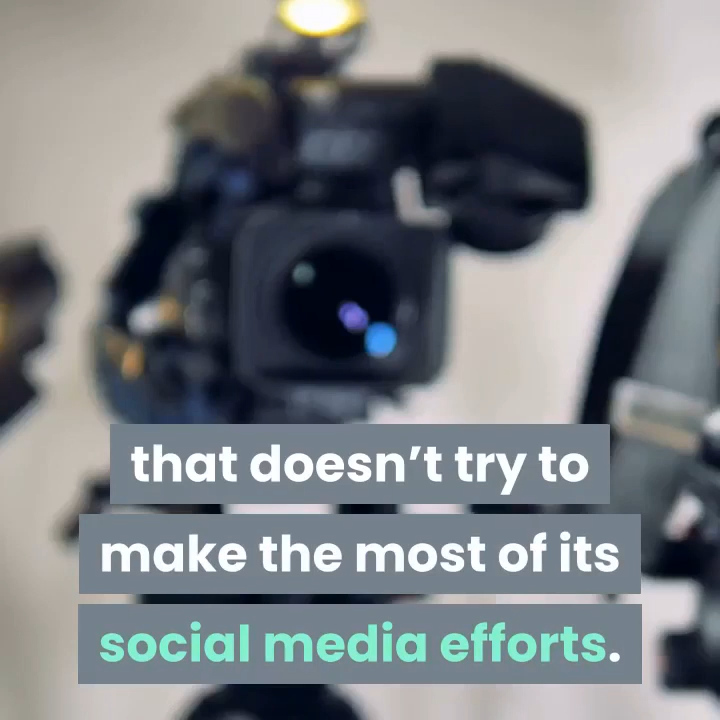 that doesn’t try to
make the most of its
social media efforts.